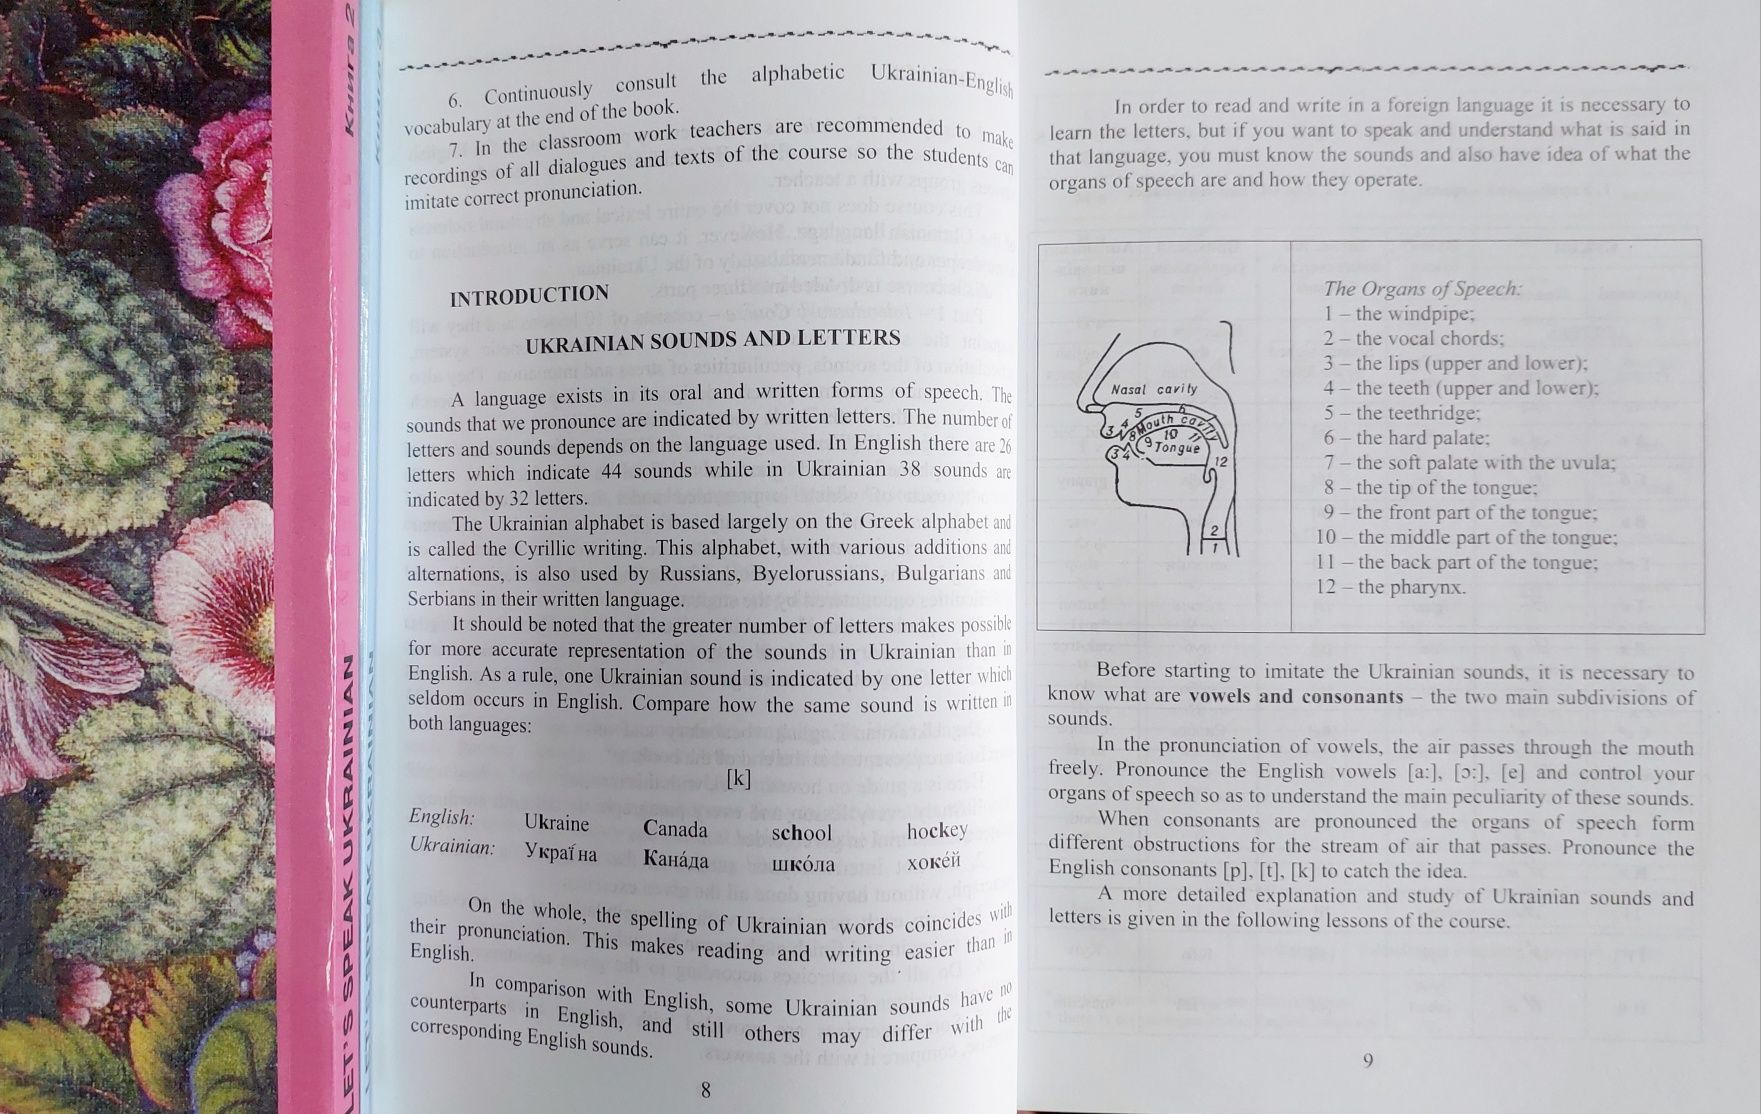 Книга 2
LET'S SPEAK UKRAINIAN
6. Continuously consult the alphabetic Ukrainian-English
vocabulary at the end of the book.
7. In the classroom work teachers are recommended to make
recordings of all dialogues and texts of the course so the students can
imitate correct pronunciation.
INTRODUCTION
UKRAINIAN SOUNDS AND LETTERS
A language exists in its oral and written forms of speech. The
sounds that we pronounce are indicated by written letters. The number of
letters and sounds depends on the language used. In English there are 26
letters which indicate 44 sounds while in Ukrainian 38 sounds are
indicated by 32 letters.
The Ukrainian alphabet is based largely on the Greek alphabet and
is called the Cyrillic writing. This alphabet, with various additions and
alternations, is also used by Russians, Byelorussians, Bulgarians and
Serbians in their written language.
It should be noted that the greater number of letters makes possible
for more accurate representation of the sounds in Ukrainian than in
English. As a rule, one Ukrainian sound is indicated by one letter which
seldom occurs in English. Compare how the same sound is written in
both languages:
[k]
English: Ukraine Canada school hockey
Ukrainian: Украї́на Кана́да шко́ла хоке́й
On the whole, the spelling of Ukrainian words coincides with
their pronunciation. This makes reading and writing easier than in
English.
In comparison with English, some Ukrainian sounds have no
counterparts in English, and still others may differ with the
corresponding English sounds.
8
In order to read and write in a foreign language it is necessary to
learn the letters, but if you want to speak and understand what is said in
that language, you must know the sounds and also have idea of what the
organs of speech are and how they operate.
Nasal cavity
5 6
3 4 8 Mouth cavity
9 10 11
Tongue
3 4
12
2
1
The Organs of Speech:
1 – the windpipe;
2 – the vocal chords;
3 – the lips (upper and lower);
4 – the teeth (upper and lower);
5 – the teethridge;
6 – the hard palate;
7 – the soft palate with the uvula;
8 – the tip of the tongue;
9 – the front part of the tongue;
10 – the middle part of the tongue;
11 – the back part of the tongue;
12 – the pharynx.
Before starting to imitate the Ukrainian sounds, it is necessary to
know what are vowels and consonants – the two main subdivisions of
sounds.
In the pronunciation of vowels, the air passes through the mouth
freely. Pronounce the English vowels [a:], [ɔ:], [e] and control your
organs of speech so as to understand the main peculiarity of these sounds.
When consonants are pronounced the organs of speech form
different obstructions for the stream of air that passes. Pronounce the
English consonants [p], [t], [k] to catch the idea.
A more detailed explanation and study of Ukrainian sounds and
letters is given in the following lessons of the course.
9